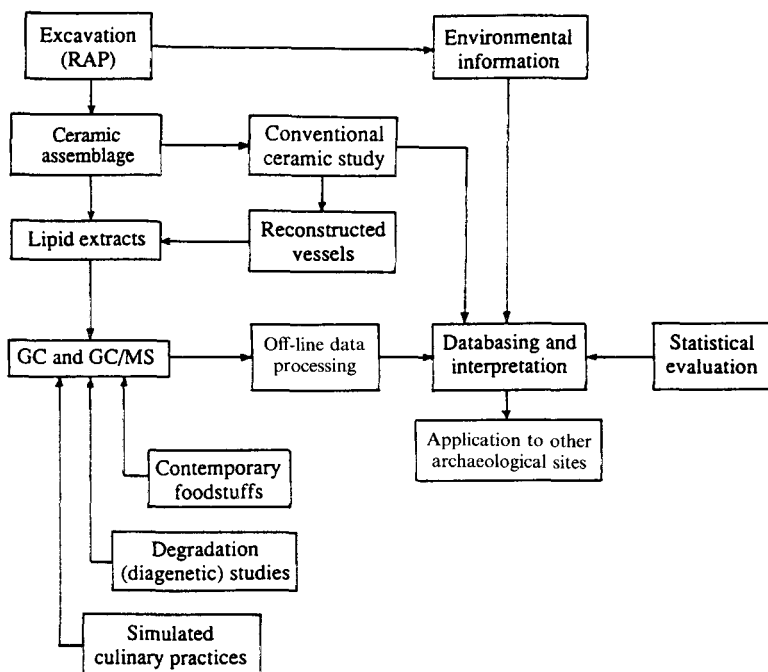 Excavation
(RAP)
Environmental
information
Ceramic
assemblage
Conventional
ceramic study
Lipid extracts
Reconstructed
vessels
GC and GC/MS
Off-line data
processing
Databasing and
interpretation
Statistical
evaluation
Application to other
archaeological sites
Contemporary
foodstuffs
Degradation
(diagenetic) studies
Simulated
culinary practices